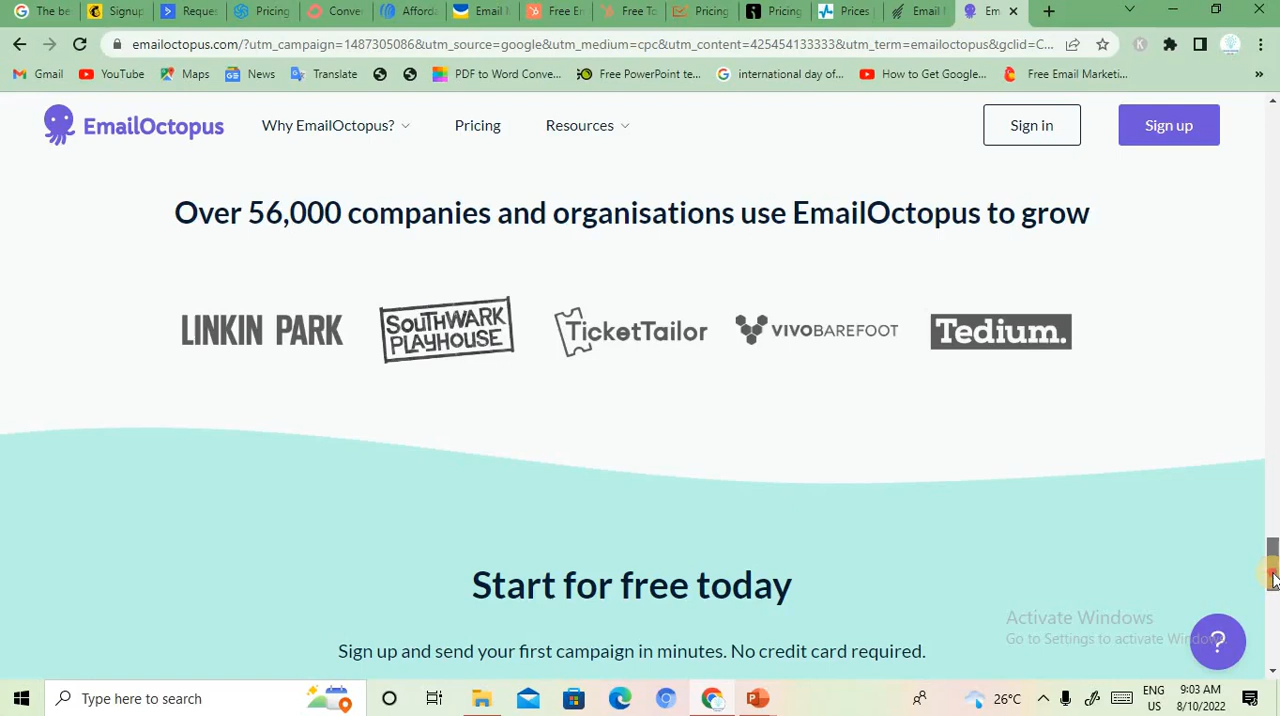 The be
Signup
Reque
Pricing
Conver
Afforda
Email I
Free Er
Free To
Pricing
Pricing
Prices
Email
Em
emailoctopus.com/?utm_campaign=1487305086&utm_source=google&utm_medium=cpc&utm_content=425454133333&utm_term=emailoctopus&gclid=C...
Gmail
YouTube
Maps
News
Translate
PDF to Word Conve...
Free PowerPoint te...
international day of...
How to Get Google...
Free Email Marketi...
»
EmailOctopus
Why EmailOctopus?
Pricing
Resources
Sign in
Sign up
Over 56,000 companies and organisations use EmailOctopus to grow
LINKIN PARK
SOUTHWARK
PLAYHOUSE
TicketTailor
VIVOBAREFOOT
Tedium.
Start for free today
Sign up and send your first campaign in minutes. No credit card required.
Activate Windows
Go to Settings to activate Windows.
?
Type here to search
26°C
ENG
US
9:03 AM
8/10/2022